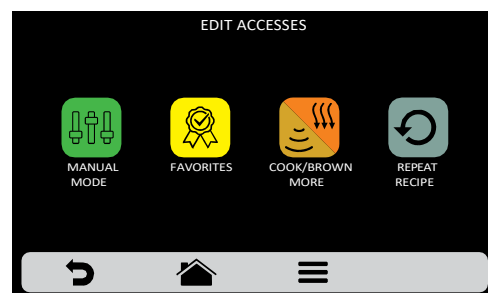 EDIT ACCESSES
MANUAL
MODE
FAVORITES
COOK/BROWN
MORE
REPEAT
RECIPE